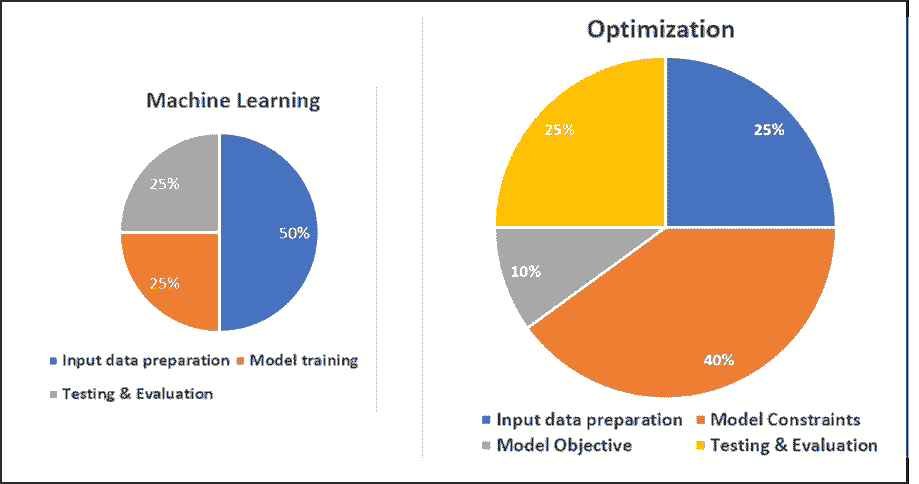 Machine Learning
25%
50%
25%
Input data preparation Model training
Testing & Evaluation
Optimization
25%
25%
10%
40%
Input data preparation Model Constraints
Model Objective Testing & Evaluation